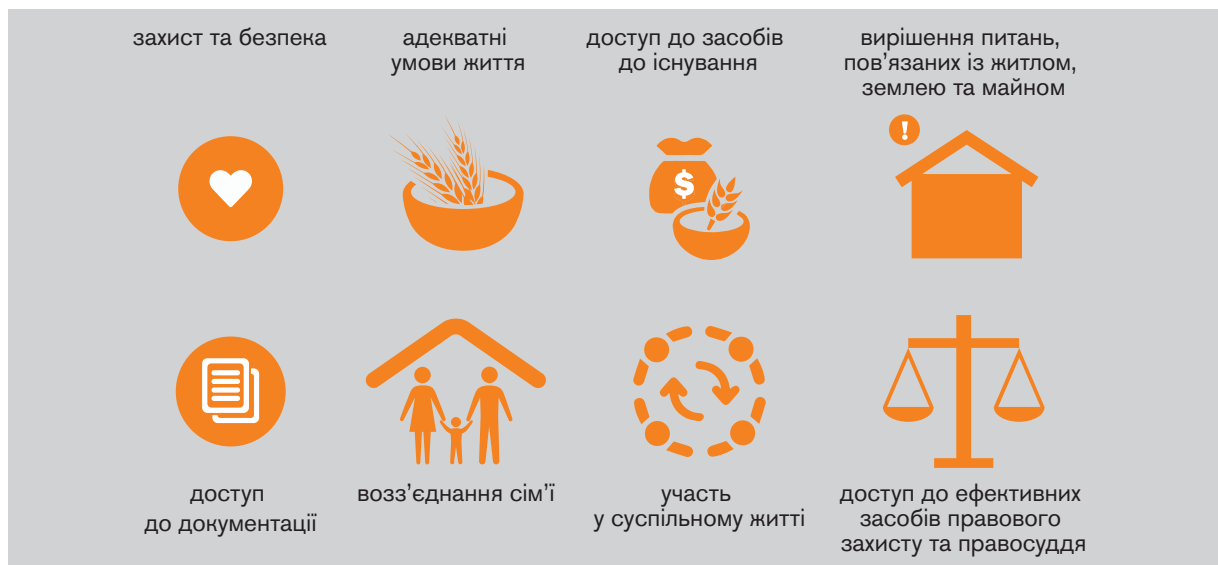 захист та безпека
адекватні
умови життя
доступ до засобів
до існування
вирішення питань,
пов’язаних із житлом,
землею та майном
!
$
доступ
до документації
возз’єднання сім’ї
участь
у суспільному житті
доступ до ефективних
засобів правового
захисту та правосуддя